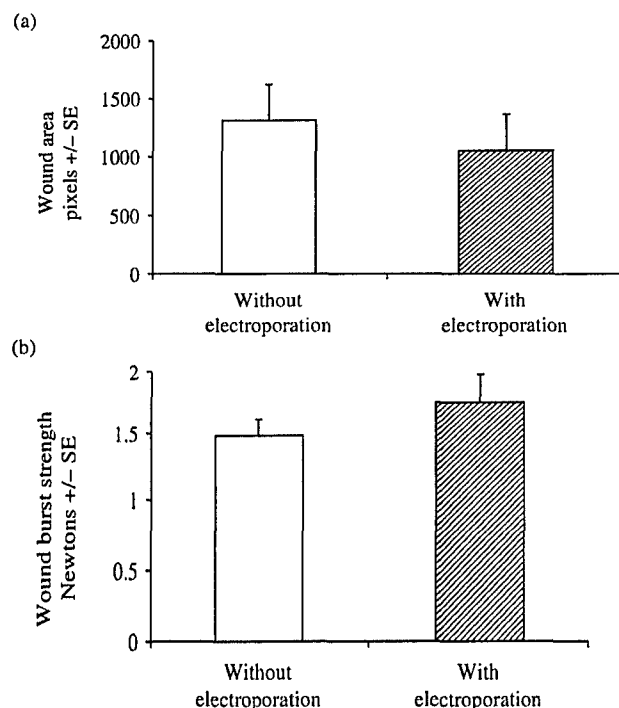 (a)
Wound area
pixels +/– SE
2000
1500
1000
500
0
Without
electroporation
With
electroporation
(b)
Wound burst strength
Newtons +/– SE
2
1.5
1
0.5
0
Without
electroporation
With
electroporation